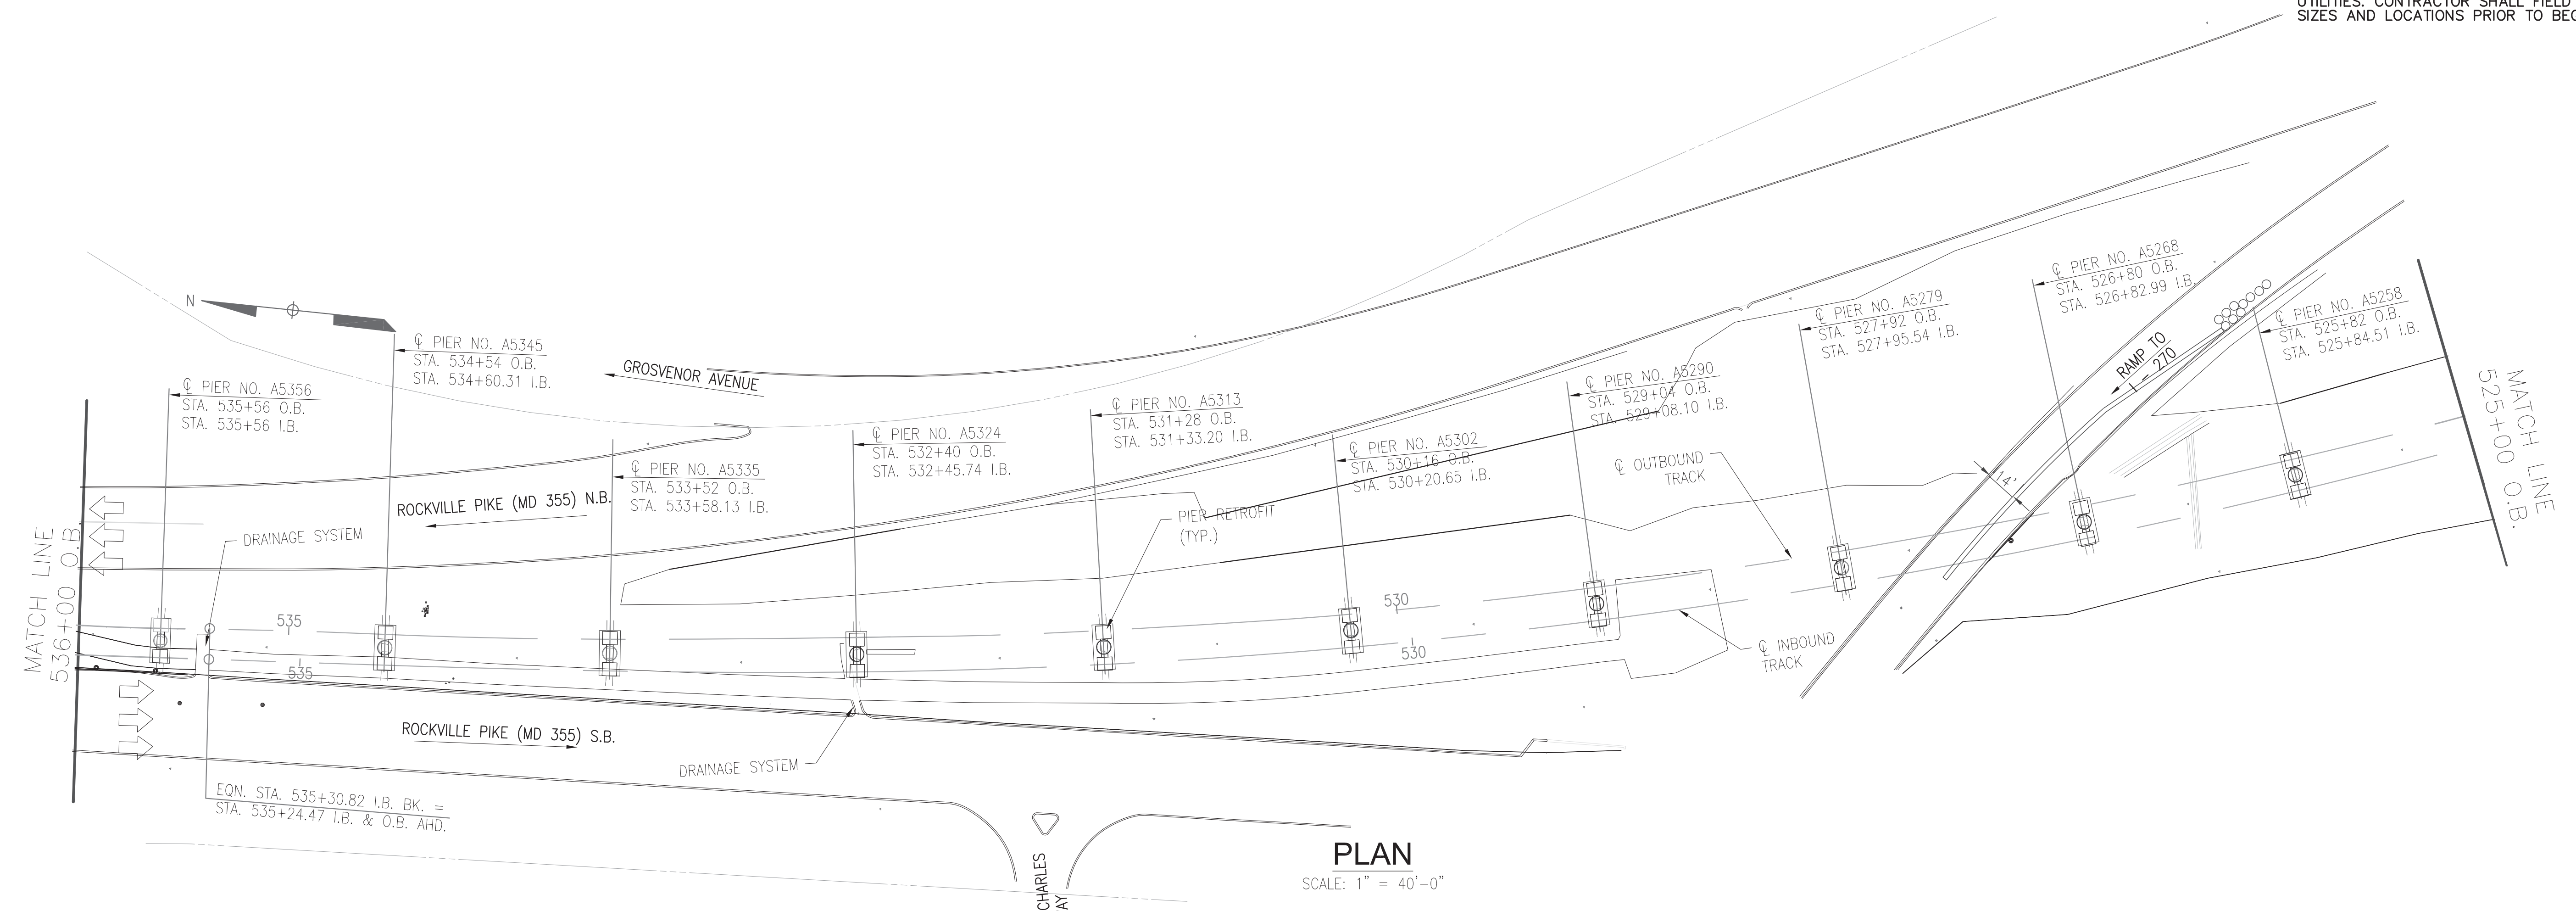 UTILITIES. CONTRACTOR SHALL FIELD
SIZES AND LOCATIONS PRIOR TO BEG
N
℄ PIER NO. A5356
STA. 535+56 O.B.
STA. 535+56 I.B.
℄ PIER NO. A5345
STA. 534+54 O.B.
STA. 534+60.31 I.B.
GROSVENOR AVENUE
℄ PIER NO. A5335
STA. 533+52 O.B.
STA. 533+58.13 I.B.
℄ PIER NO. A5324
STA. 532+40 O.B.
STA. 532+45.74 I.B.
℄ PIER NO. A5313
STA. 531+28 O.B.
STA. 531+33.20 I.B.
℄ PIER NO. A5302
STA. 530+16 O.B.
STA. 530+20.65 I.B.
℄ PIER NO. A5290
STA. 529+04 O.B.
STA. 529+08.10 I.B.
℄ PIER NO. A5279
STA. 527+92 O.B.
STA. 527+95.54 I.B.
℄ PIER NO. A5268
STA. 526+80 O.B.
STA. 526+82.99 I.B.
℄ PIER NO. A5258
STA. 525+82 O.B.
STA. 525+84.51 I.B.
RAMP TO
I-270
MATCH LINE
525+00 O.B.
14'
℄ OUTBOUND
TRACK
ROCKVILLE PIKE (MD 355) N.B.
DRAINAGE SYSTEM
PIER RETROFIT
(TYP.)
MATCH LINE
536+00 O.B
535
535
530
530
℄ INBOUND
TRACK
ROCKVILLE PIKE (MD 355) S.B.
DRAINAGE SYSTEM
EQN. STA. 535+30.82 I.B. BK. =
STA. 535+24.47 I.B. & O.B. AHD.
CHARLES
AY
PLAN
SCALE: 1" = 40'-0"